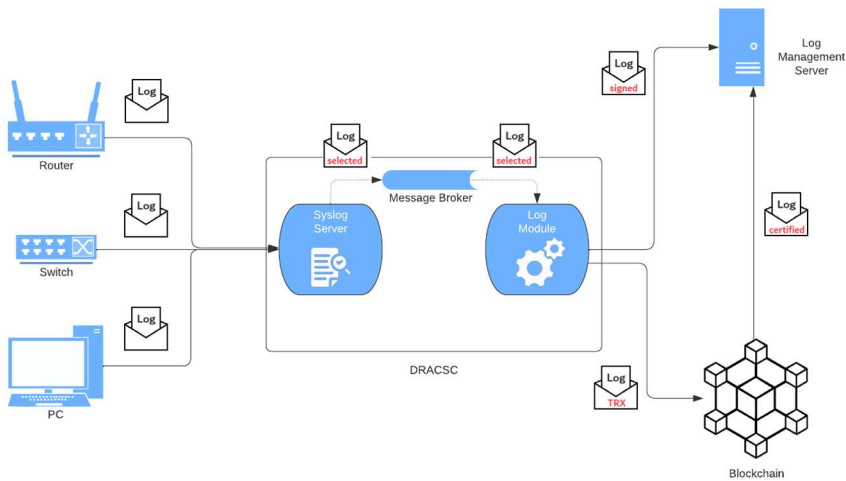 Log
Router
Log
Switch
Log
PC
Log
selected
Log
selected
Message Broker
Syslog
Server
Log
Module
DRACSC
Log
signed
Log
Management
Server
Log
certified
Log
TRX
Blockchain